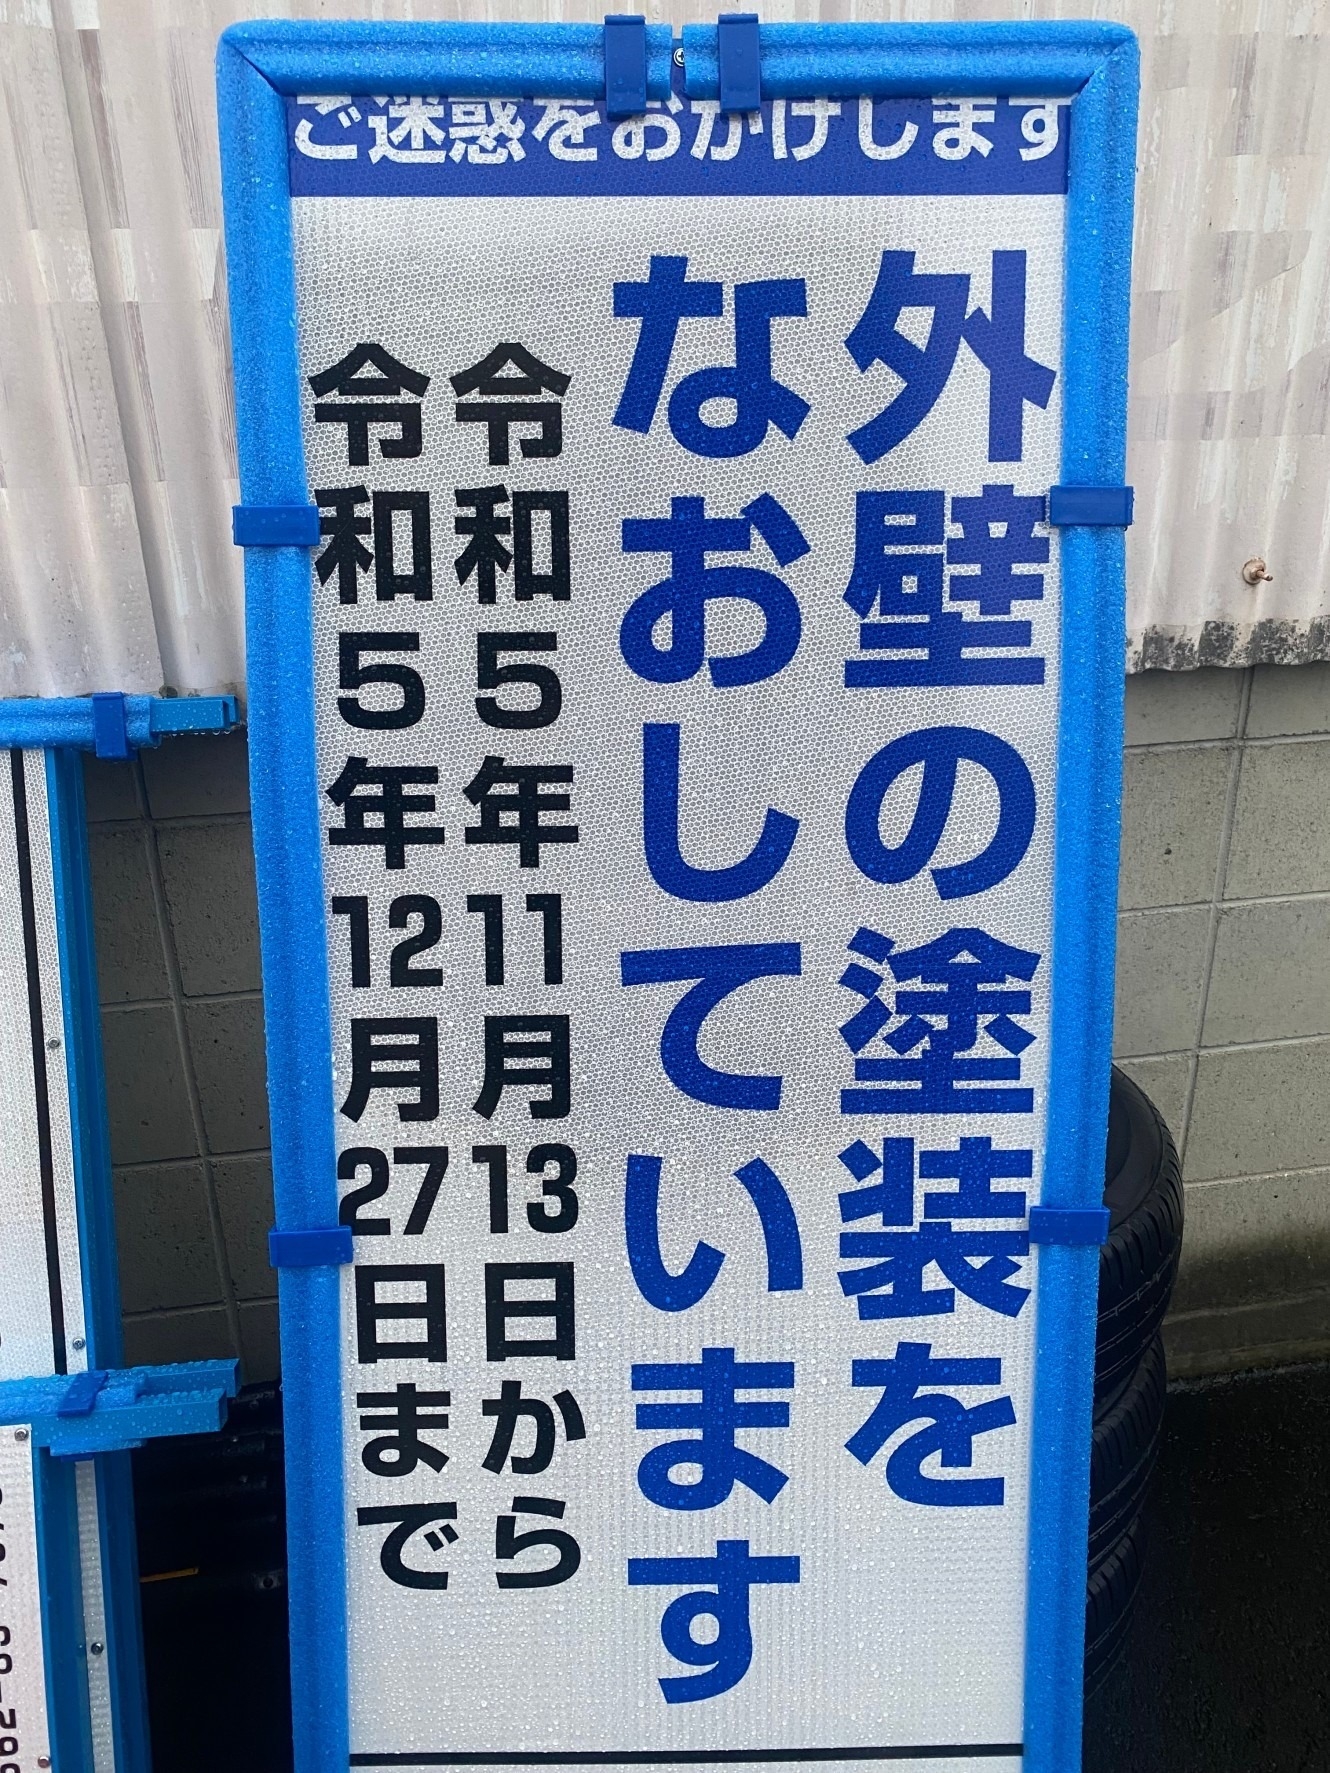 ご迷惑をおかけします
外壁の塗装を
なおしています
令和5年11月13日から
令和5年12月27日まで